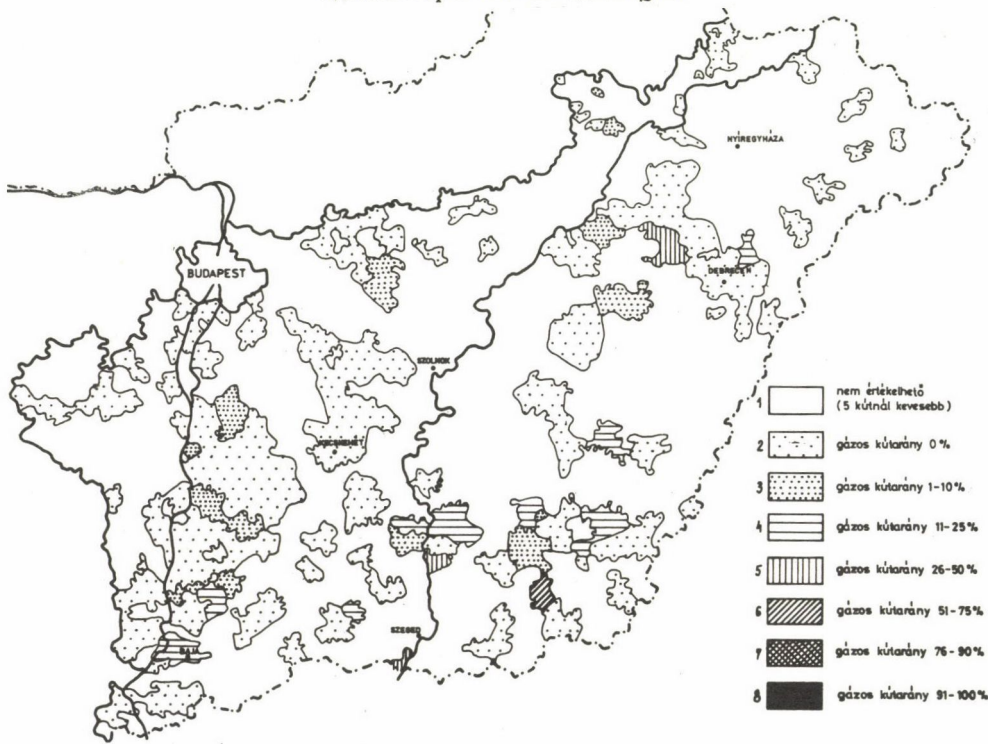 NYÍREGYHÁZA
BUDAPEST
DEBRECEN
SZOLNOK
KECSKEMÉT
SZEGED
BAJA
1 nem értékelhető
(5 kútnál kevesebb)
2 gázos kútarány 0%
3 gázos kútarány 1-10%
4 gázos kútarány 11-25%
5 gázos kútarány 26-50%
6 gázos kútarány 51-75%
7 gázos kútarány 76-90%
8 gázos kútarány 91-100%